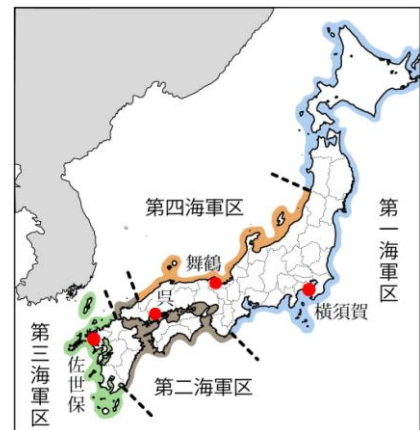 第四海軍区
第一海軍区
舞鶴
呉
横須賀
第三海軍区
佐世保
第二海軍区